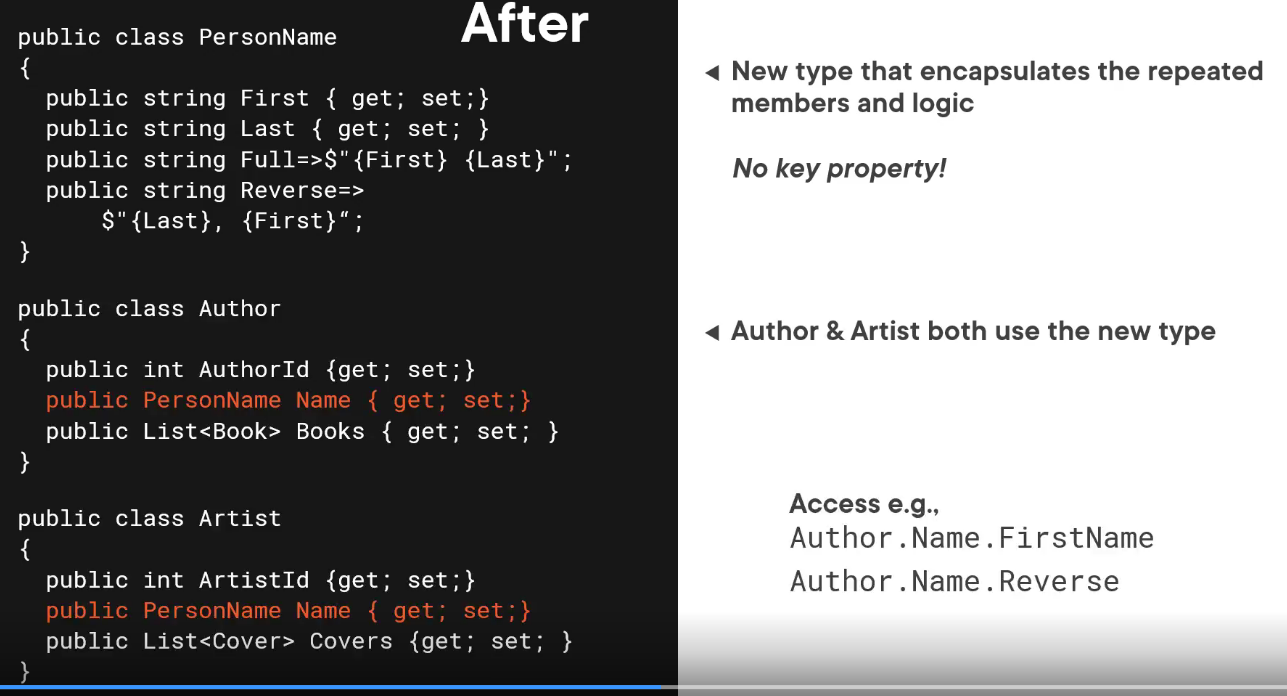 After
public class PersonName
{
  public string First { get; set;}
  public string Last { get; set; }
  public string Full=>$"{First} {Last}";
  public string Reverse=>
      $"{Last}, {First}“;
}
public class Author
{
  public int AuthorId {get; set;}
  public PersonName Name { get; set;}
  public List<Book> Books { get; set; }
}
public class Artist
{
  public int ArtistId {get; set;}
  public PersonName Name { get; set;}
  public List<Cover> Covers {get; set; }
}
New type that encapsulates the repeated
members and logic
No key property!
Author & Artist both use the new type
Access e.g.,
Author.Name.FirstName
Author.Name.Reverse